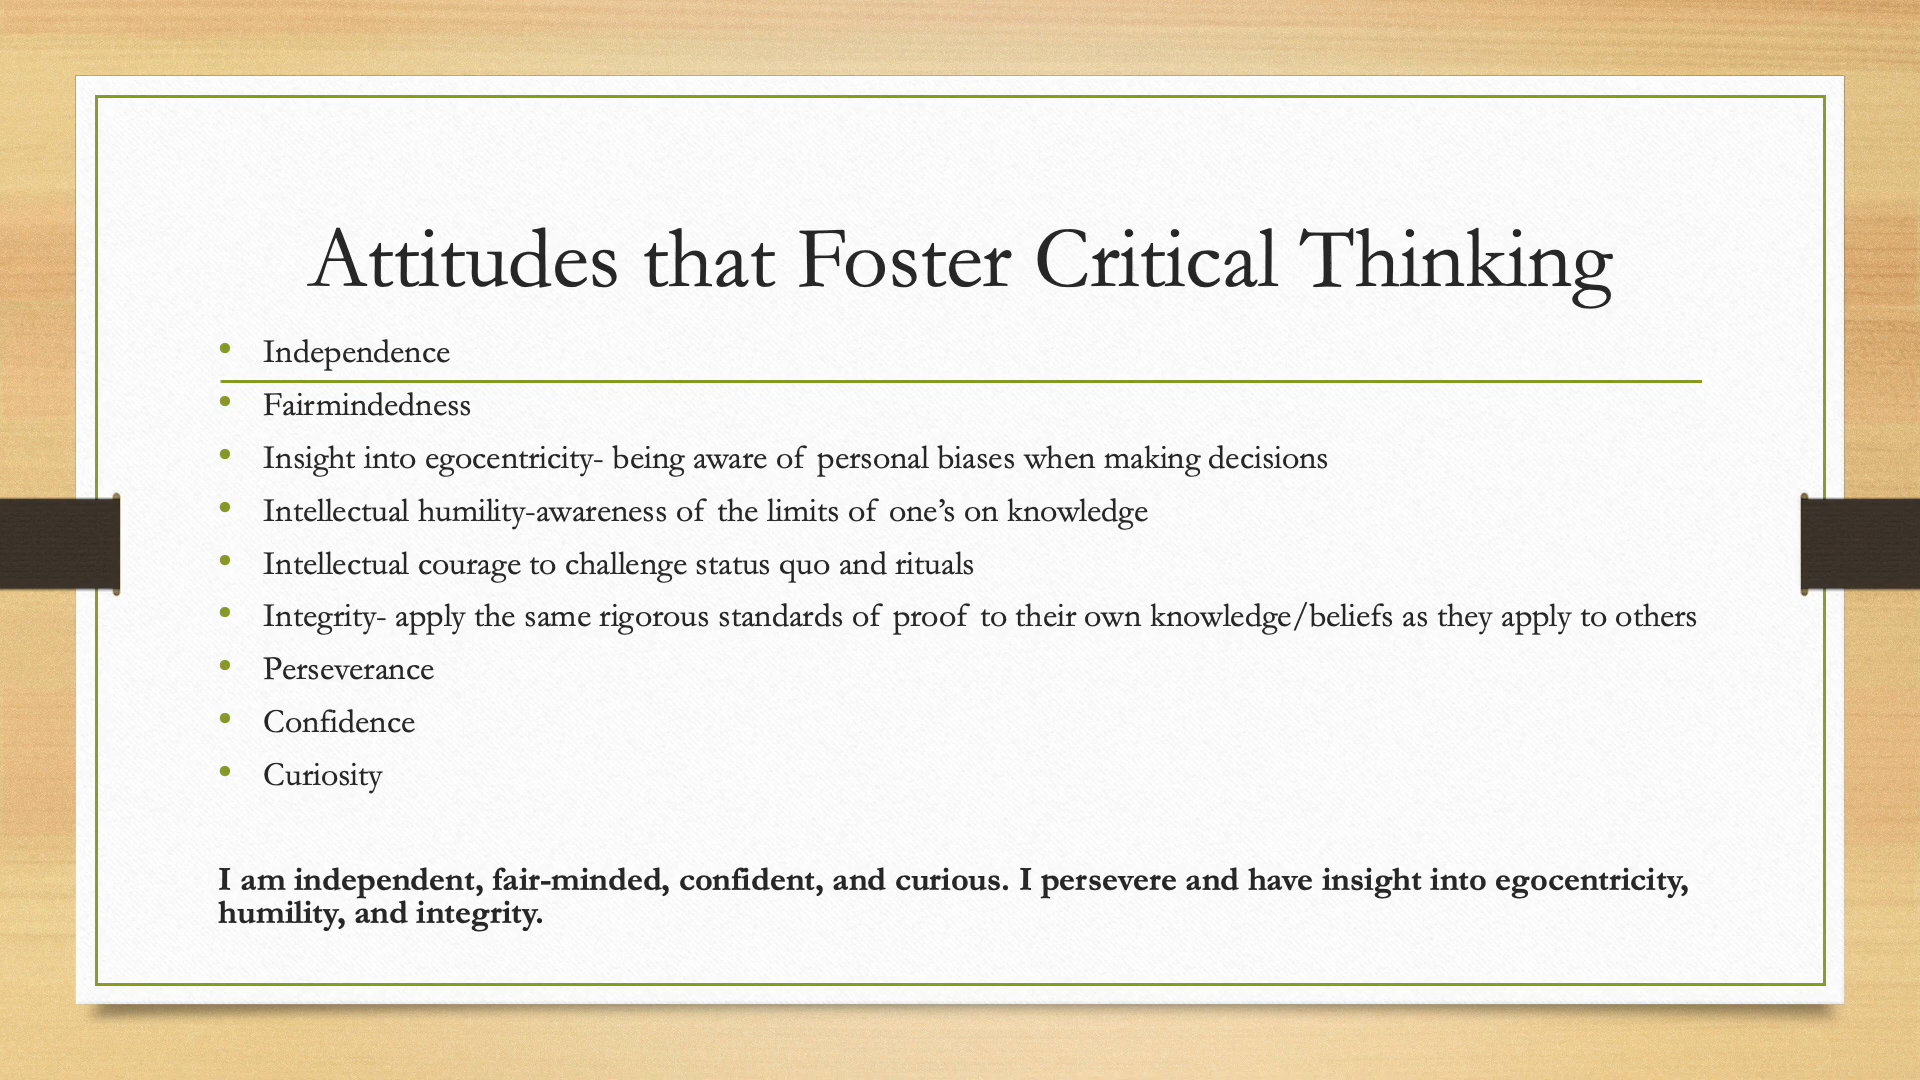 Attitudes that Foster Critical Thinking
• Independence
• Fairmindedness
• Insight into egocentricity- being aware of personal biases when making decisions
• Intellectual humility-awareness of the limits of one’s on knowledge
• Intellectual courage to challenge status quo and rituals
• Integrity- apply the same rigorous standards of proof to their own knowledge/beliefs as they apply to others
• Perseverance
• Confidence
• Curiosity
I am independent, fair-minded, confident, and curious. I persevere and have insight into egocentricity,
humility, and integrity.